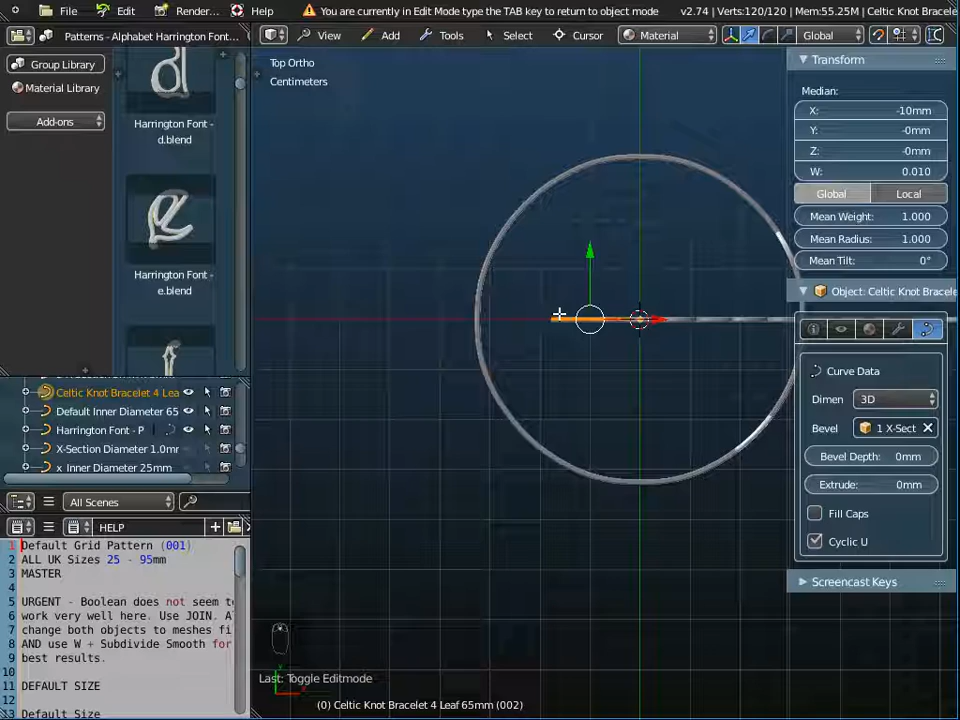 File
Edit
Render...
Help
You are currently in Edit Mode type the TAB key to return to object mode
v2.74 | Verts:120/120 | Mem:55.25M | Celtic Knot Bracele
Patterns - Alphabet Harrington Font...
View
Add
Tools
Select
Cursor
Material
Global
Group Library
Material Library
Add-ons
Harrington Font -
d.blend
Harrington Font -
e.blend
Top Ortho
Centimeters
Transform
Median:
X: -10mm
Y: -0mm
Z: -0mm
W: 0.010
Global
Local
Mean Weight: 1.000
Mean Radius: 1.000
Mean Tilt: 0°
Object: Celtic Knot Bracele
Curve Data
Dimen 3D
Bevel 1 X-Sect
Bevel Depth: 0mm
Extrude: 0mm
Fill Caps
Cyclic U
Screencast Keys
Celtic Knot Bracelet 4 Lea
Default Inner Diameter 65
Harrington Font - P
X-Section Diameter 1.0mr
x Inner Diameter 25mm
All Scenes
HELP
1 Default Grid Pattern (001)
2 ALL UK Sizes 25 - 95mm
3 MASTER
4
5 URGENT - Boolean does not seem t
6 work very well here. Use JOIN. A
7 change both objects to meshes fi
8 AND use W + Subdivide Smooth for
9 best results.
10
11 DEFAULT SIZE
12
13 Default Size
Last: Toggle Editmode
(0) Celtic Knot Bracelet 4 Leaf 65mm (002)